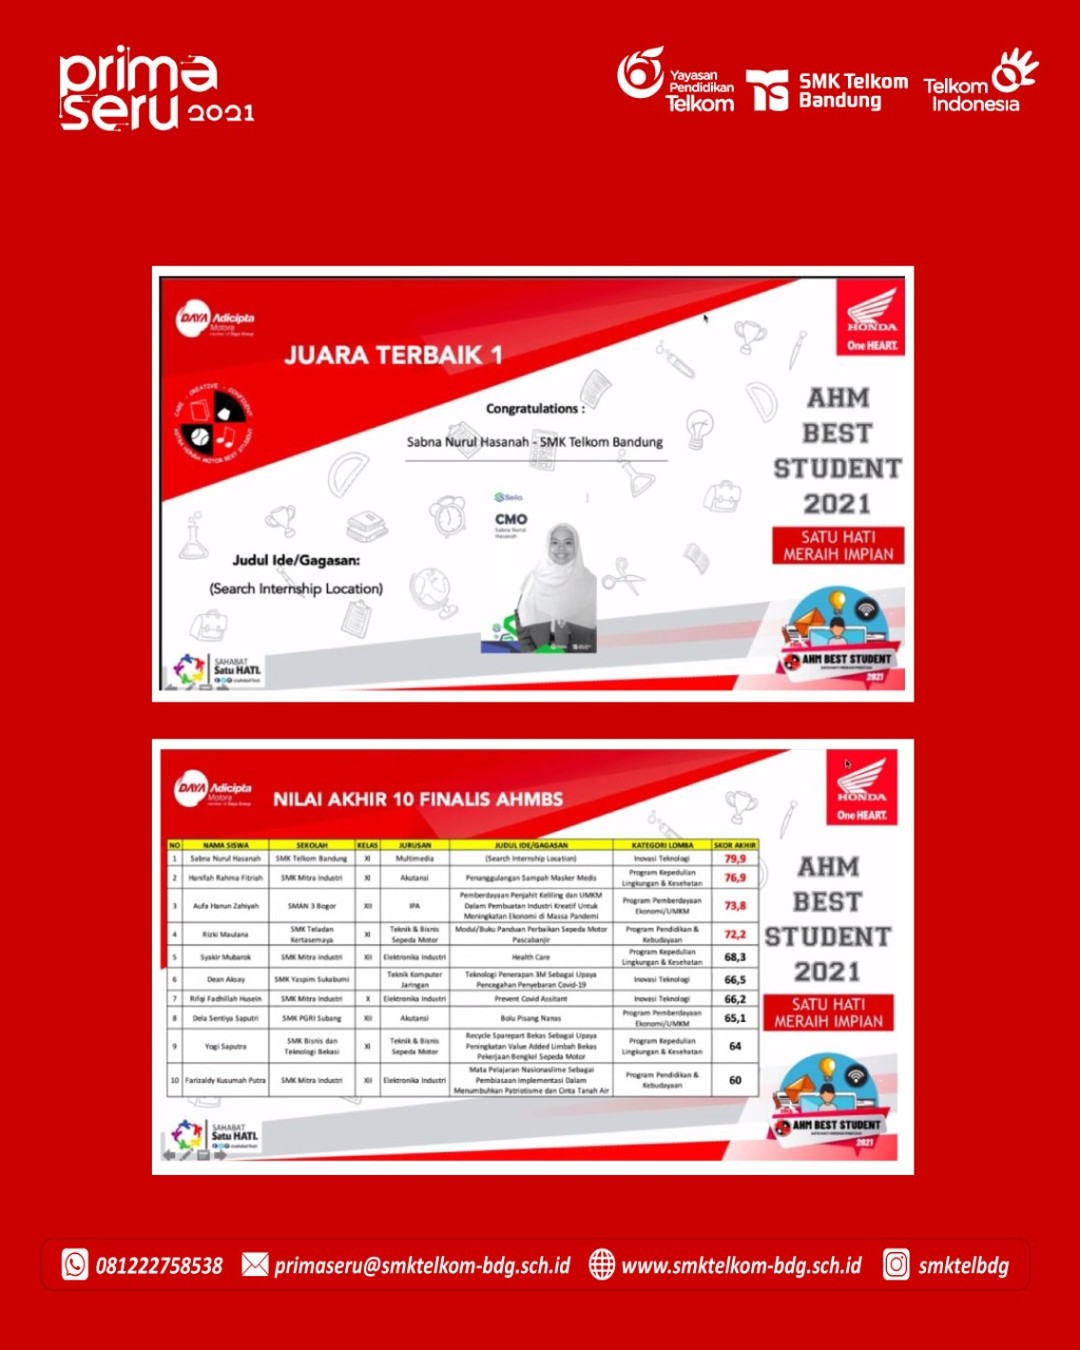 prima
seru 2021
Yayasan
Pendidikan
Telkom
SMK Telkom
Bandung
Telkom
Indonesia
DAYA Adicipta
Motora
JUARA TERBAIK 1
HONDA
One HEART.
CARE - CREATIVE - CONFIDENT
ASTRA HONDA MOTOR BEST STUDENT
Congratulations :
Sabna Nurul Hasanah - SMK Telkom Bandung
AHM
BEST
STUDENT
2021
SATU HATI
MERAIH IMPIAN
Selo
CMO
Sabna Nurul
Hasanah
Judul Ide/Gagasan:
(Search Internship Location)
SAHABAT
Satu HATI.
AHM BEST STUDENT
2021
DAYA Adicipta
Motora
NILAI AKHIR 10 FINALIS AHMBS
HONDA
One HEART.
NO NAMA SISWA SEKOLAH KELAS JURUSAN JUDUL IDE/GAGASAN KATEGORI LOMBA SKOR AKHIR
1 Sabna Nurul Hasanah SMK Telkom Bandung XI Multimedia (Search Internship Location) Inovasi Teknologi 79,9
2 Hanifah Rahma Fitriah SMK Mitra Industri XI Akutansi Penanggulangan Sampah Masker Medis Program Kepedulian Lingkungan & Kesehatan 76,9
3 Aufa Hanun Zahiyah SMAN 3 Bogor XII IPA Pemberdayaan Penjahit Keliling dan UMKM Dalam Pembuatan Industri Kreatif Untuk Meningkatan Ekonomi di Massa Pandemi Program Pemberdayaan Ekonomi/UMKM 73,8
4 Rizki Maulana SMK Teladan Kertasemaya XI Teknik & Bisnis Sepeda Motor Modul/Buku Panduan Perbaikan Sepeda Motor Pascabanjir Program Pendidikan & Kebudayaan 72,2
5 Syakir Mubarok SMK Mitra Industri XII Elektronika Industri Health Care Program Kepedulian Lingkungan & Kesehatan 68,3
6 Dean Aksay SMK Yaspim Sukabumi Teknik Komputer Jaringan Teknologi Penerapan 3M Sebagai Upaya Pencegahan Penyebaran Covid-19 Inovasi Teknologi 66,5
7 Rifqi Fadhillah Husein SMK Mitra Industri X Elektronika Industri Prevent Covid Assitant Inovasi Teknologi 66,2
8 Dela Sentiya Saputri SMK PGRI Subang XII Akutansi Bolu Pisang Nanas Program Pemberdayaan Ekonomi/UMKM 65,1
9 Yogi Saputra SMK Bisnis dan Teknologi Bekasi XI Teknik & Bisnis Sepeda Motor Recycle Sparepart Bekas Sebagai Upaya Peningkatan Value Added Limbah Bekas Pekerjaan Bengkel Sepeda Motor Program Kepedulian Lingkungan & Kesehatan 64
10 Farizaldy Kusumah Putra SMK Mitra Industri XII Elektronika Industri Mata Pelajaran Nasionaslime Sebagai Pembiasaan Implementasi Dalam Menumbuhkan Patriotisme dan Cinta Tanah Air Program Pendidikan & Kebudayaan 60
AHM
BEST
STUDENT
2021
SATU HATI
MERAIH IMPIAN
SAHABAT
Satu HATI.
AHM BEST STUDENT
2021
081222758538 primaseru@smktelkom-bdg.sch.id www.smktelkom-bdg.sch.id smktelbdg